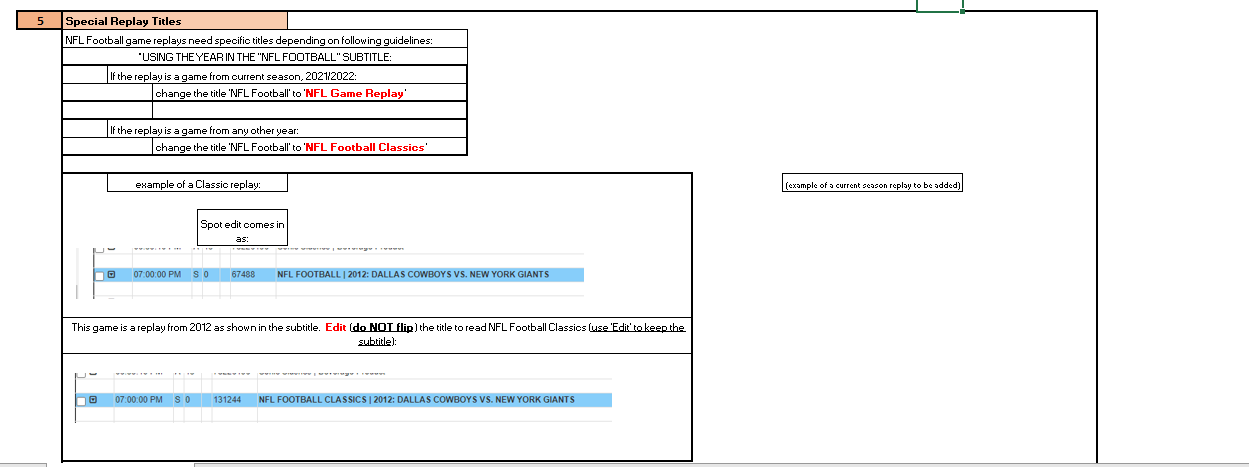 5 Special Replay Titles
NFL Football game replays need specific titles depending on following guidelines:
*USING THE YEAR IN THE "NFL FOOTBALL" SUBTITLE:
If the replay is a game from current season, 2021/2022:
change the title 'NFL Football' to 'NFL Game Replay'
If the replay is a game from any other year:
change the title 'NFL Football' to 'NFL Football Classics'
example of a Classic replay:
(example of a current season replay to be added)
Spot edit comes in
as:
07:00:00 PM S 0 67488 NFL FOOTBALL | 2012: DALLAS COWBOYS VS. NEW YORK GIANTS
This game is a replay from 2012 as shown in the subtitle. Edit (do NOT flip) the title to read NFL Football Classics (use 'Edit' to keep the
subtitle):
07:00:00 PM S 0 131244 NFL FOOTBALL CLASSICS | 2012: DALLAS COWBOYS VS. NEW YORK GIANTS